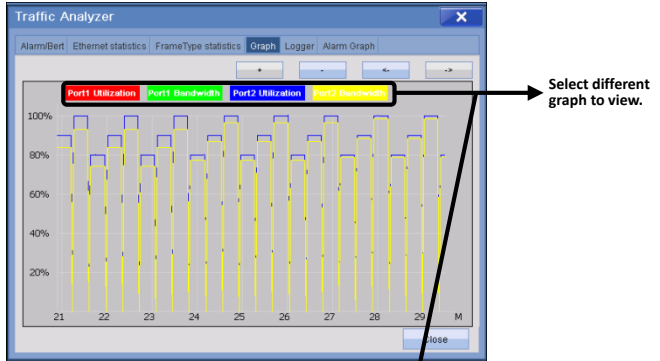 Traffic Analyzer
X
Alarm/Bert Ethernet statistics FrameType statistics Graph Logger Alarm Graph
+ - <- ->
Port1 Utilization Port1 Bandwidth Port2 Utilization Port2 Bandwidth
Select different
graph to view.
100%
80%
60%
40%
20%
21 22 23 24 25 26 27 28 29 M
Close